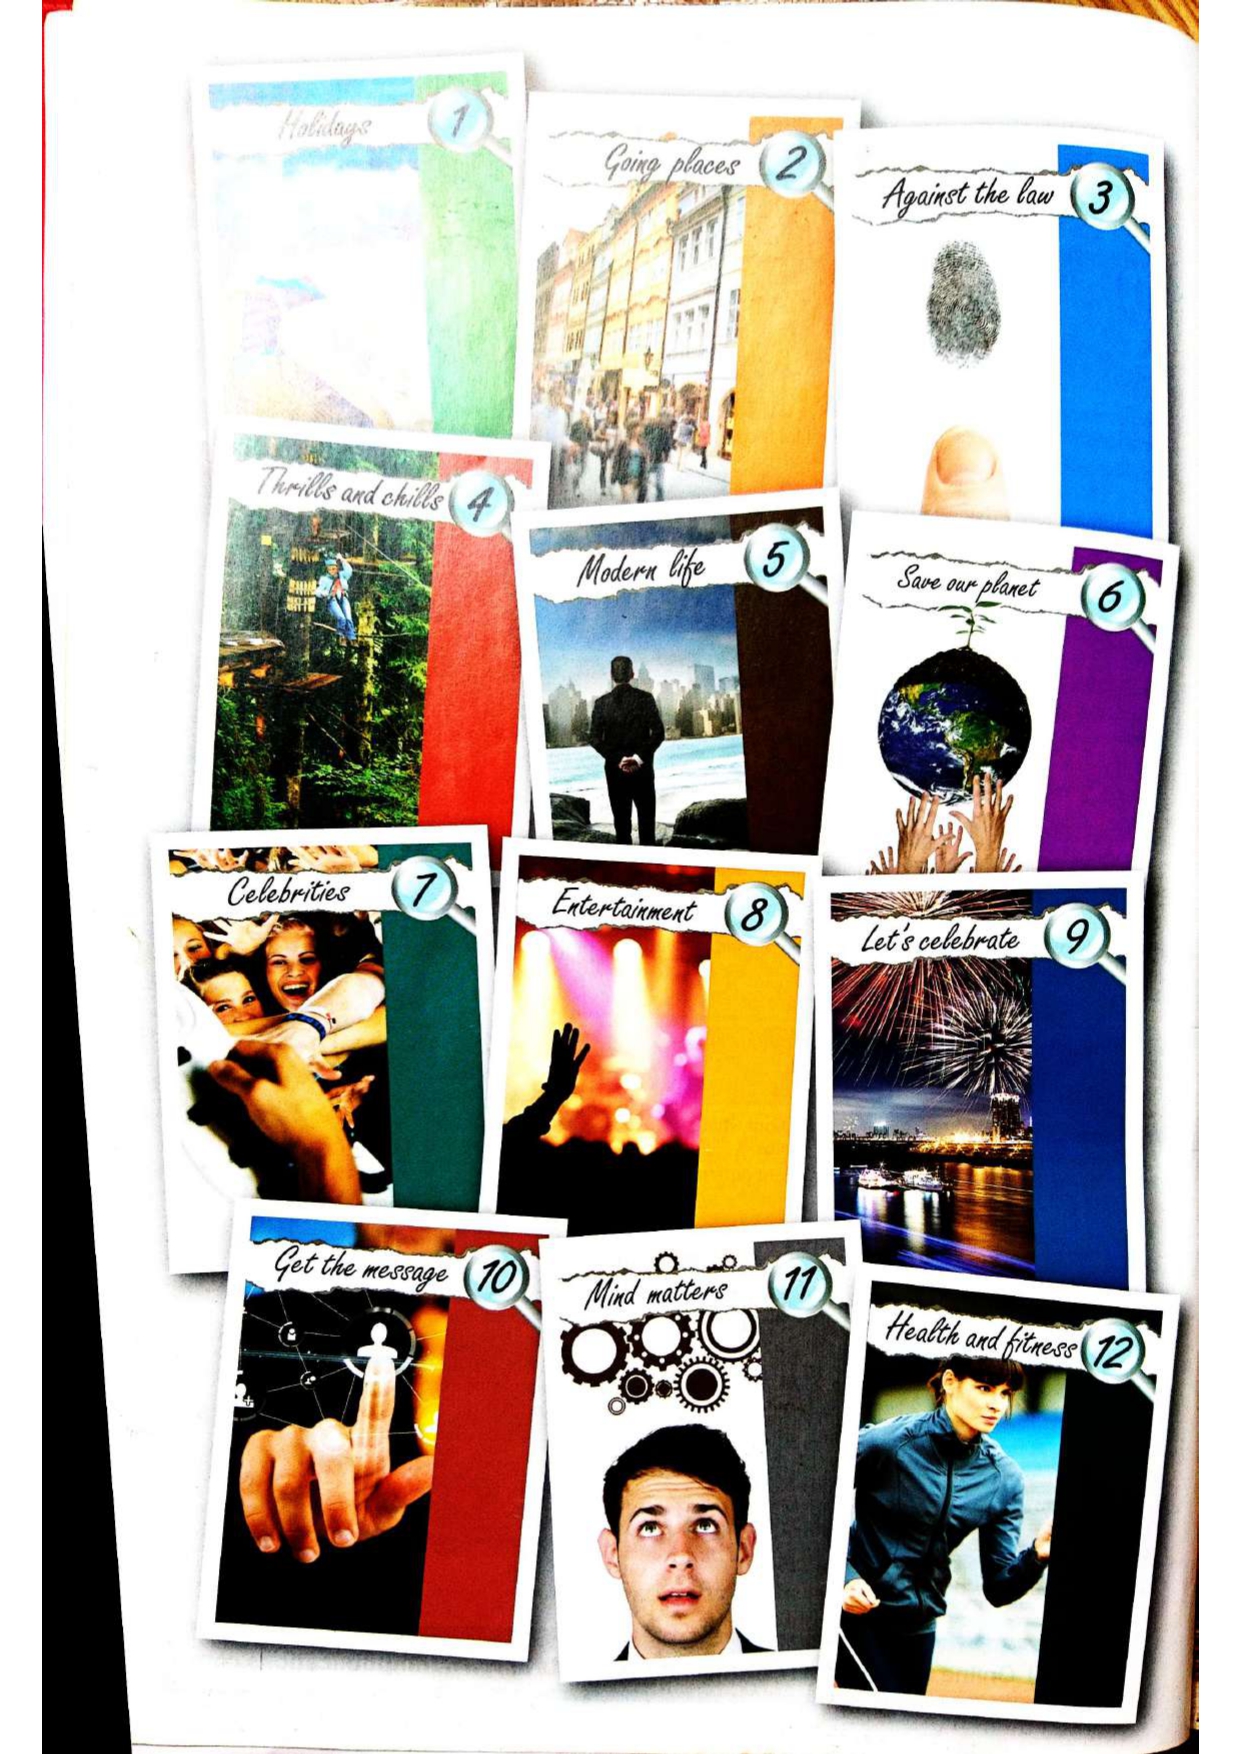 Holidays 1
Going places 2
Against the law 3
Thrills and chills 4
Modern life 5
Save our planet 6
Celebrities 7
Entertainment 8
Let's celebrate 9
Get the message 10
Mind matters 11
Health and fitness 12